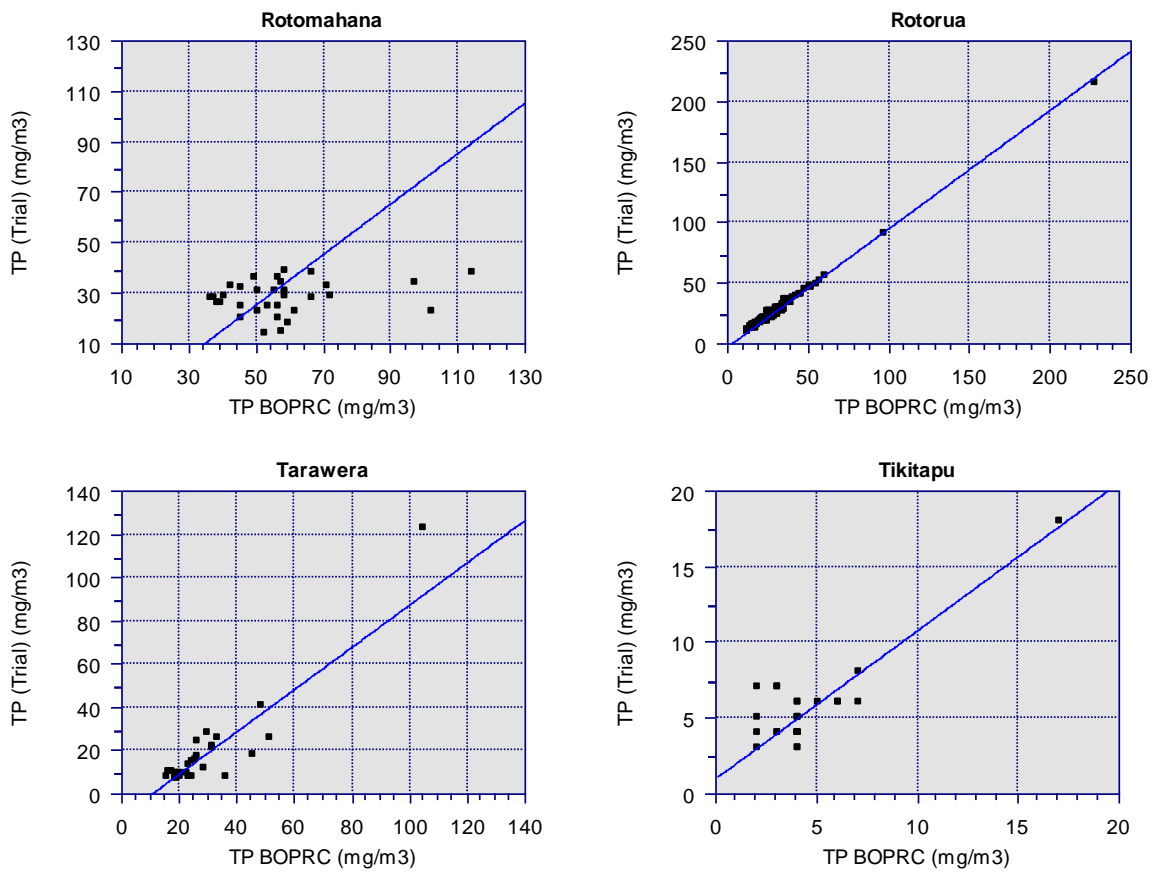 Rotomahana
130
110
90
70
50
30
10
TP (Trial) (mg/m3)
10 30 50 70 90 110 130
TP BOPRC (mg/m3)
Rotorua
250
200
150
100
50
0
TP (Trial) (mg/m3)
0 50 100 150 200 250
TP BOPRC (mg/m3)
Tarawera
140
120
100
80
60
40
20
0
TP (Trial) (mg/m3)
0 20 40 60 80 100 120 140
TP BOPRC (mg/m3)
Tikitapu
20
15
10
5
0
TP (Trial) (mg/m3)
0 5 10 15 20
TP BOPRC (mg/m3)